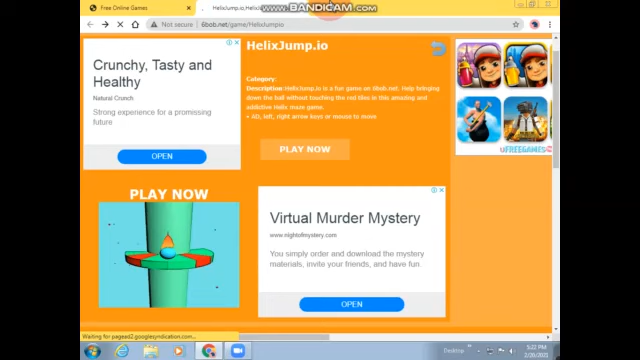 www.BANDICAM.com
Free Online Games
HelixJump.io,HelixJ
Not secure
6bob.net/game/HelixJumpio
Crunchy, Tasty and
Healthy
Natural Crunch
Strong experience for a promissing
future
OPEN
HelixJump.io
Category:
Description:HelixJump.Io is a fun game on 6bob.net. Help bringing
down the ball without touching the red tiles in this amazing and
addictive Helix maze game.
• AD, left, right arrow keys or mouse to move
PLAY NOW
UFREEGAMES
PLAY NOW
Virtual Murder Mystery
www.nightofmystery.com
You simply order and download the mystery
materials, invite your friends, and have fun
OPEN
Waiting for pagead2.googlesyndication.com...
Desktop
5:22 PM